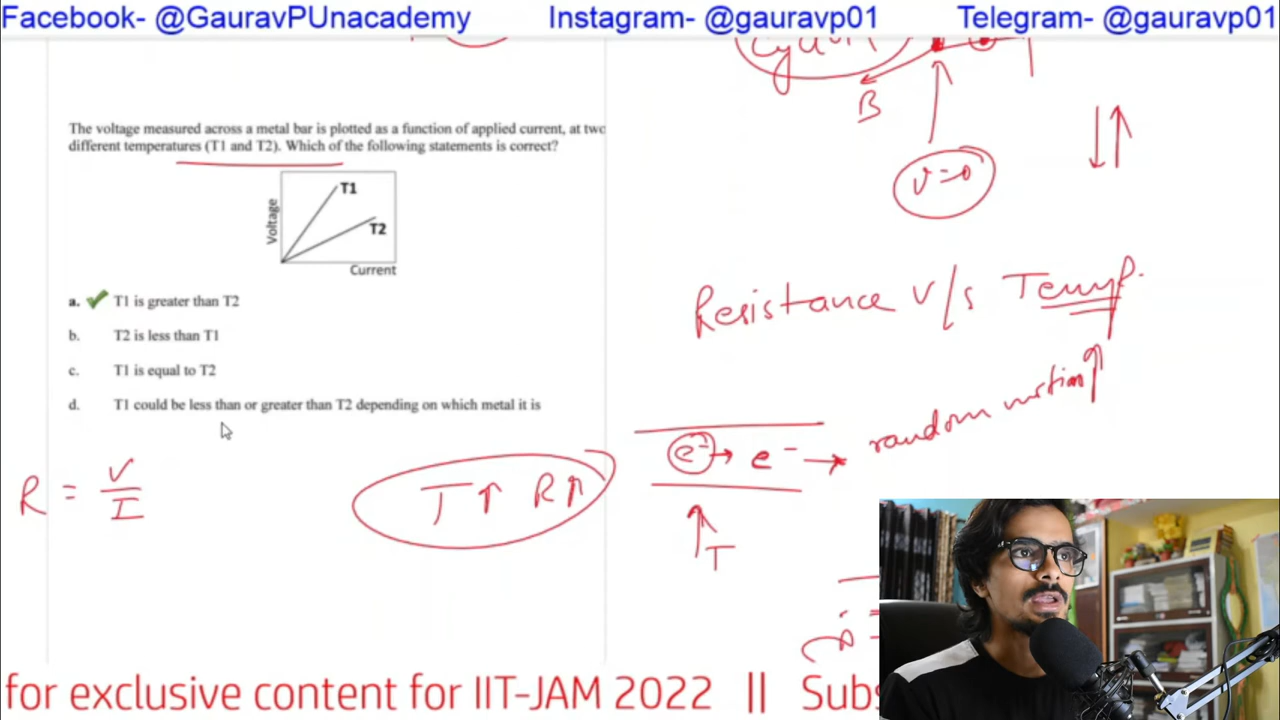 Facebook- @GauravPUnacademy Instagram- @gauravp01 Telegram- @gauravp01
B
V=0
The voltage measured across a metal bar is plotted as a function of applied current, at two
different temperatures (T1 and T2). Which of the following statements is correct?
T1
T2
Voltage
Current
a. T1 is greater than T2
b. T2 is less than T1
c. T1 is equal to T2
d. T1 could be less than or greater than T2 depending on which metal it is
Resistance v/s Temp.
random motion ↑
e⁻ → e⁻ →
R = V/I
T↑ R↑
↑T
for exclusive content for IIT-JAM 2022 || Subs